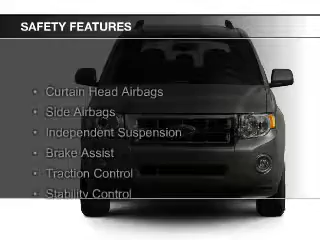 SAFETY FEATURES
• Curtain Head Airbags
• Side Airbags
• Independent Suspension
• Brake Assist
• Traction Control
• Stability Control